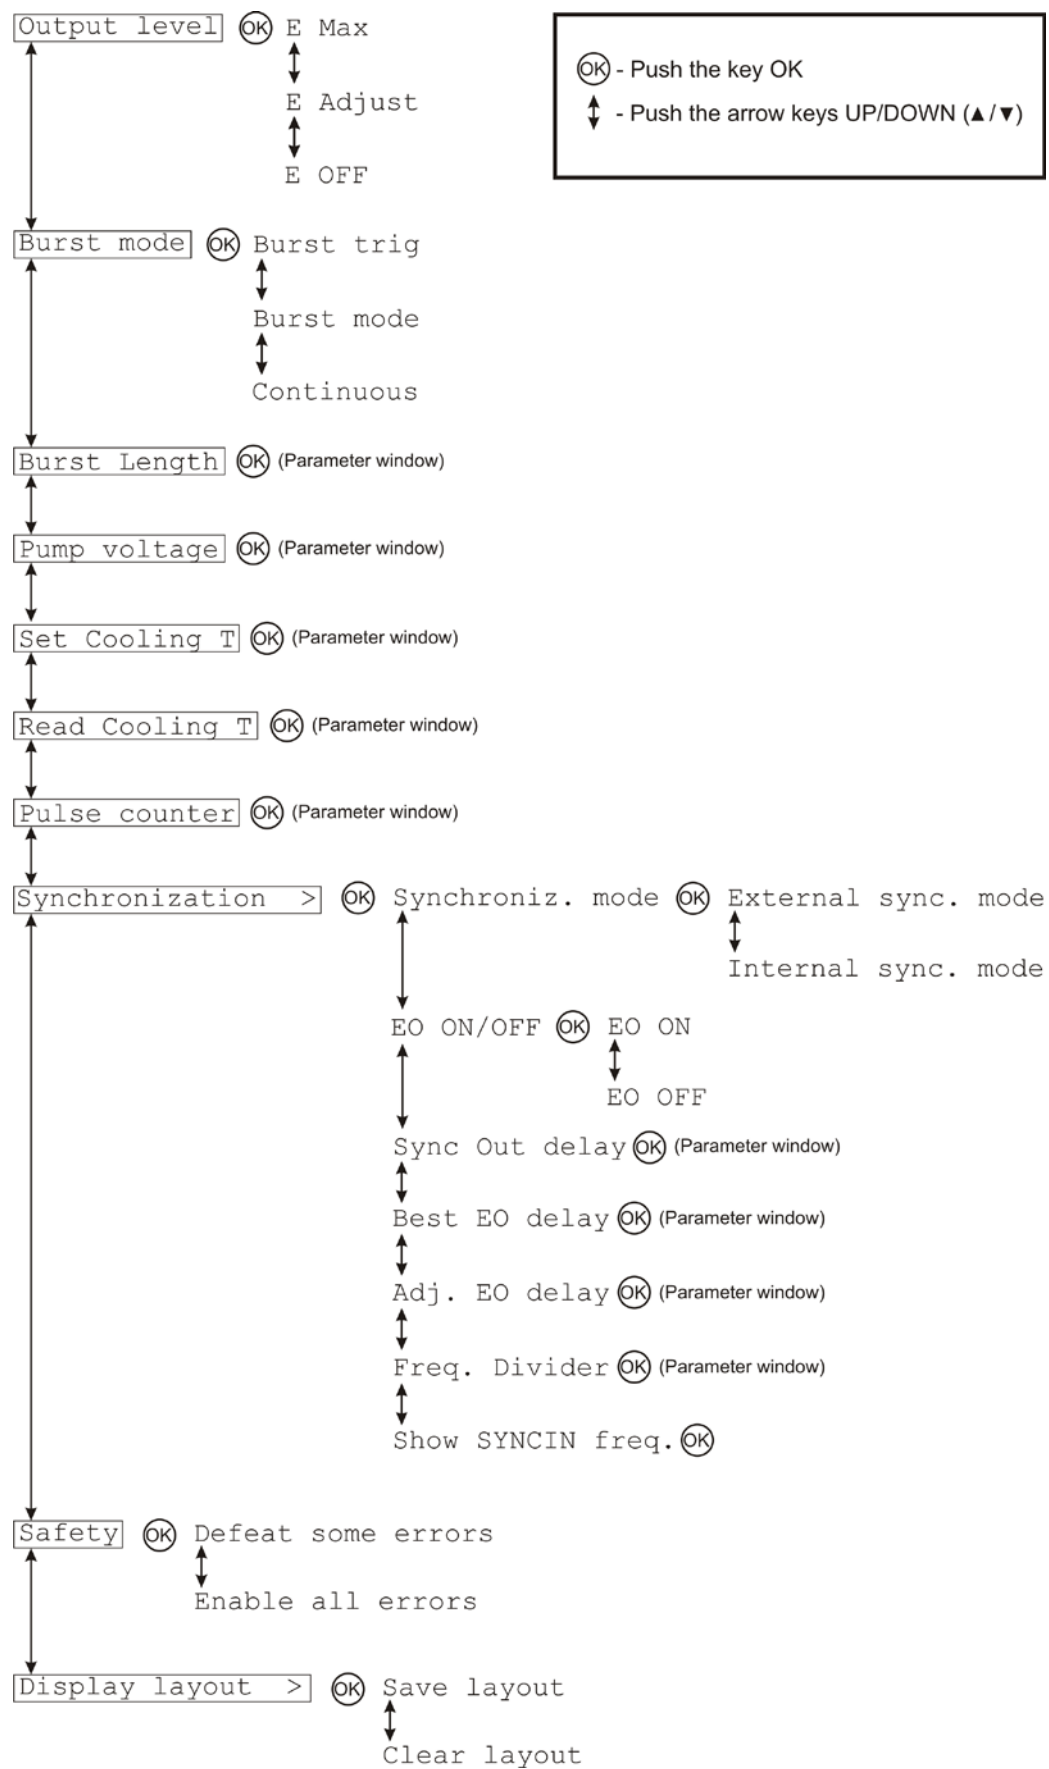 Output level OK E Max
E Adjust
E OFF
OK - Push the key OK
- Push the arrow keys UP/DOWN (▲/▼)
Burst mode OK Burst trig
Burst mode
Continuous
Burst Length OK (Parameter window)
Pump voltage OK (Parameter window)
Set Cooling T OK (Parameter window)
Read Cooling T OK (Parameter window)
Pulse counter OK (Parameter window)
Synchronization > OK Synchroniz. mode OK External sync. mode
Internal sync. mode
EO ON/OFF OK EO ON
EO OFF
Sync Out delay OK (Parameter window)
Best EO delay OK (Parameter window)
Adj. EO delay OK (Parameter window)
Freq. Divider OK (Parameter window)
Show SYNCIN freq. OK
Safety OK Defeat some errors
Enable all errors
Display layout > OK Save layout
Clear layout